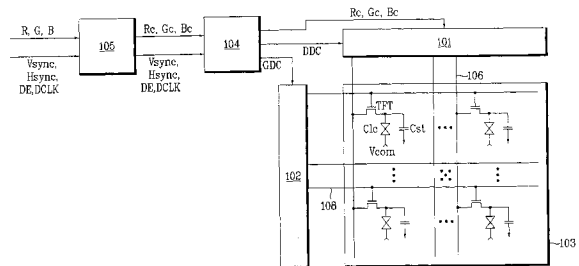 R, G, B
Vsync,
Hsync,
DE,DCLK
105
Rc, Gc, Bc
Vsync,
Hsync,
DE,DCLK
104
Rc, Gc, Bc
DDC
GDC
101
106
102
TFT
Clc
Cst
Vcom
108
103